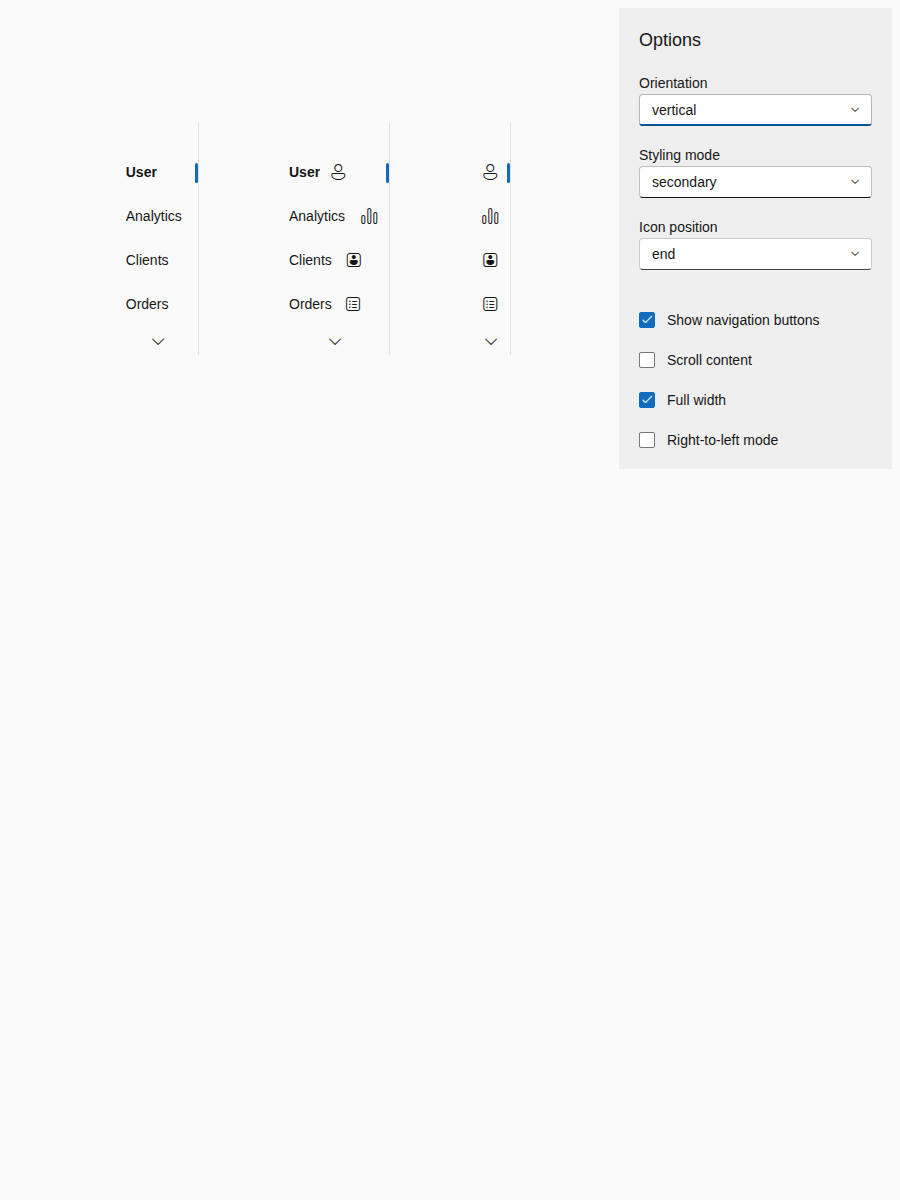 User
Analytics
Clients
Orders
User
Analytics
Clients
Orders
Options
Orientation
vertical
Styling mode
secondary
Icon position
end
Show navigation buttons
Scroll content
Full width
Right-to-left mode